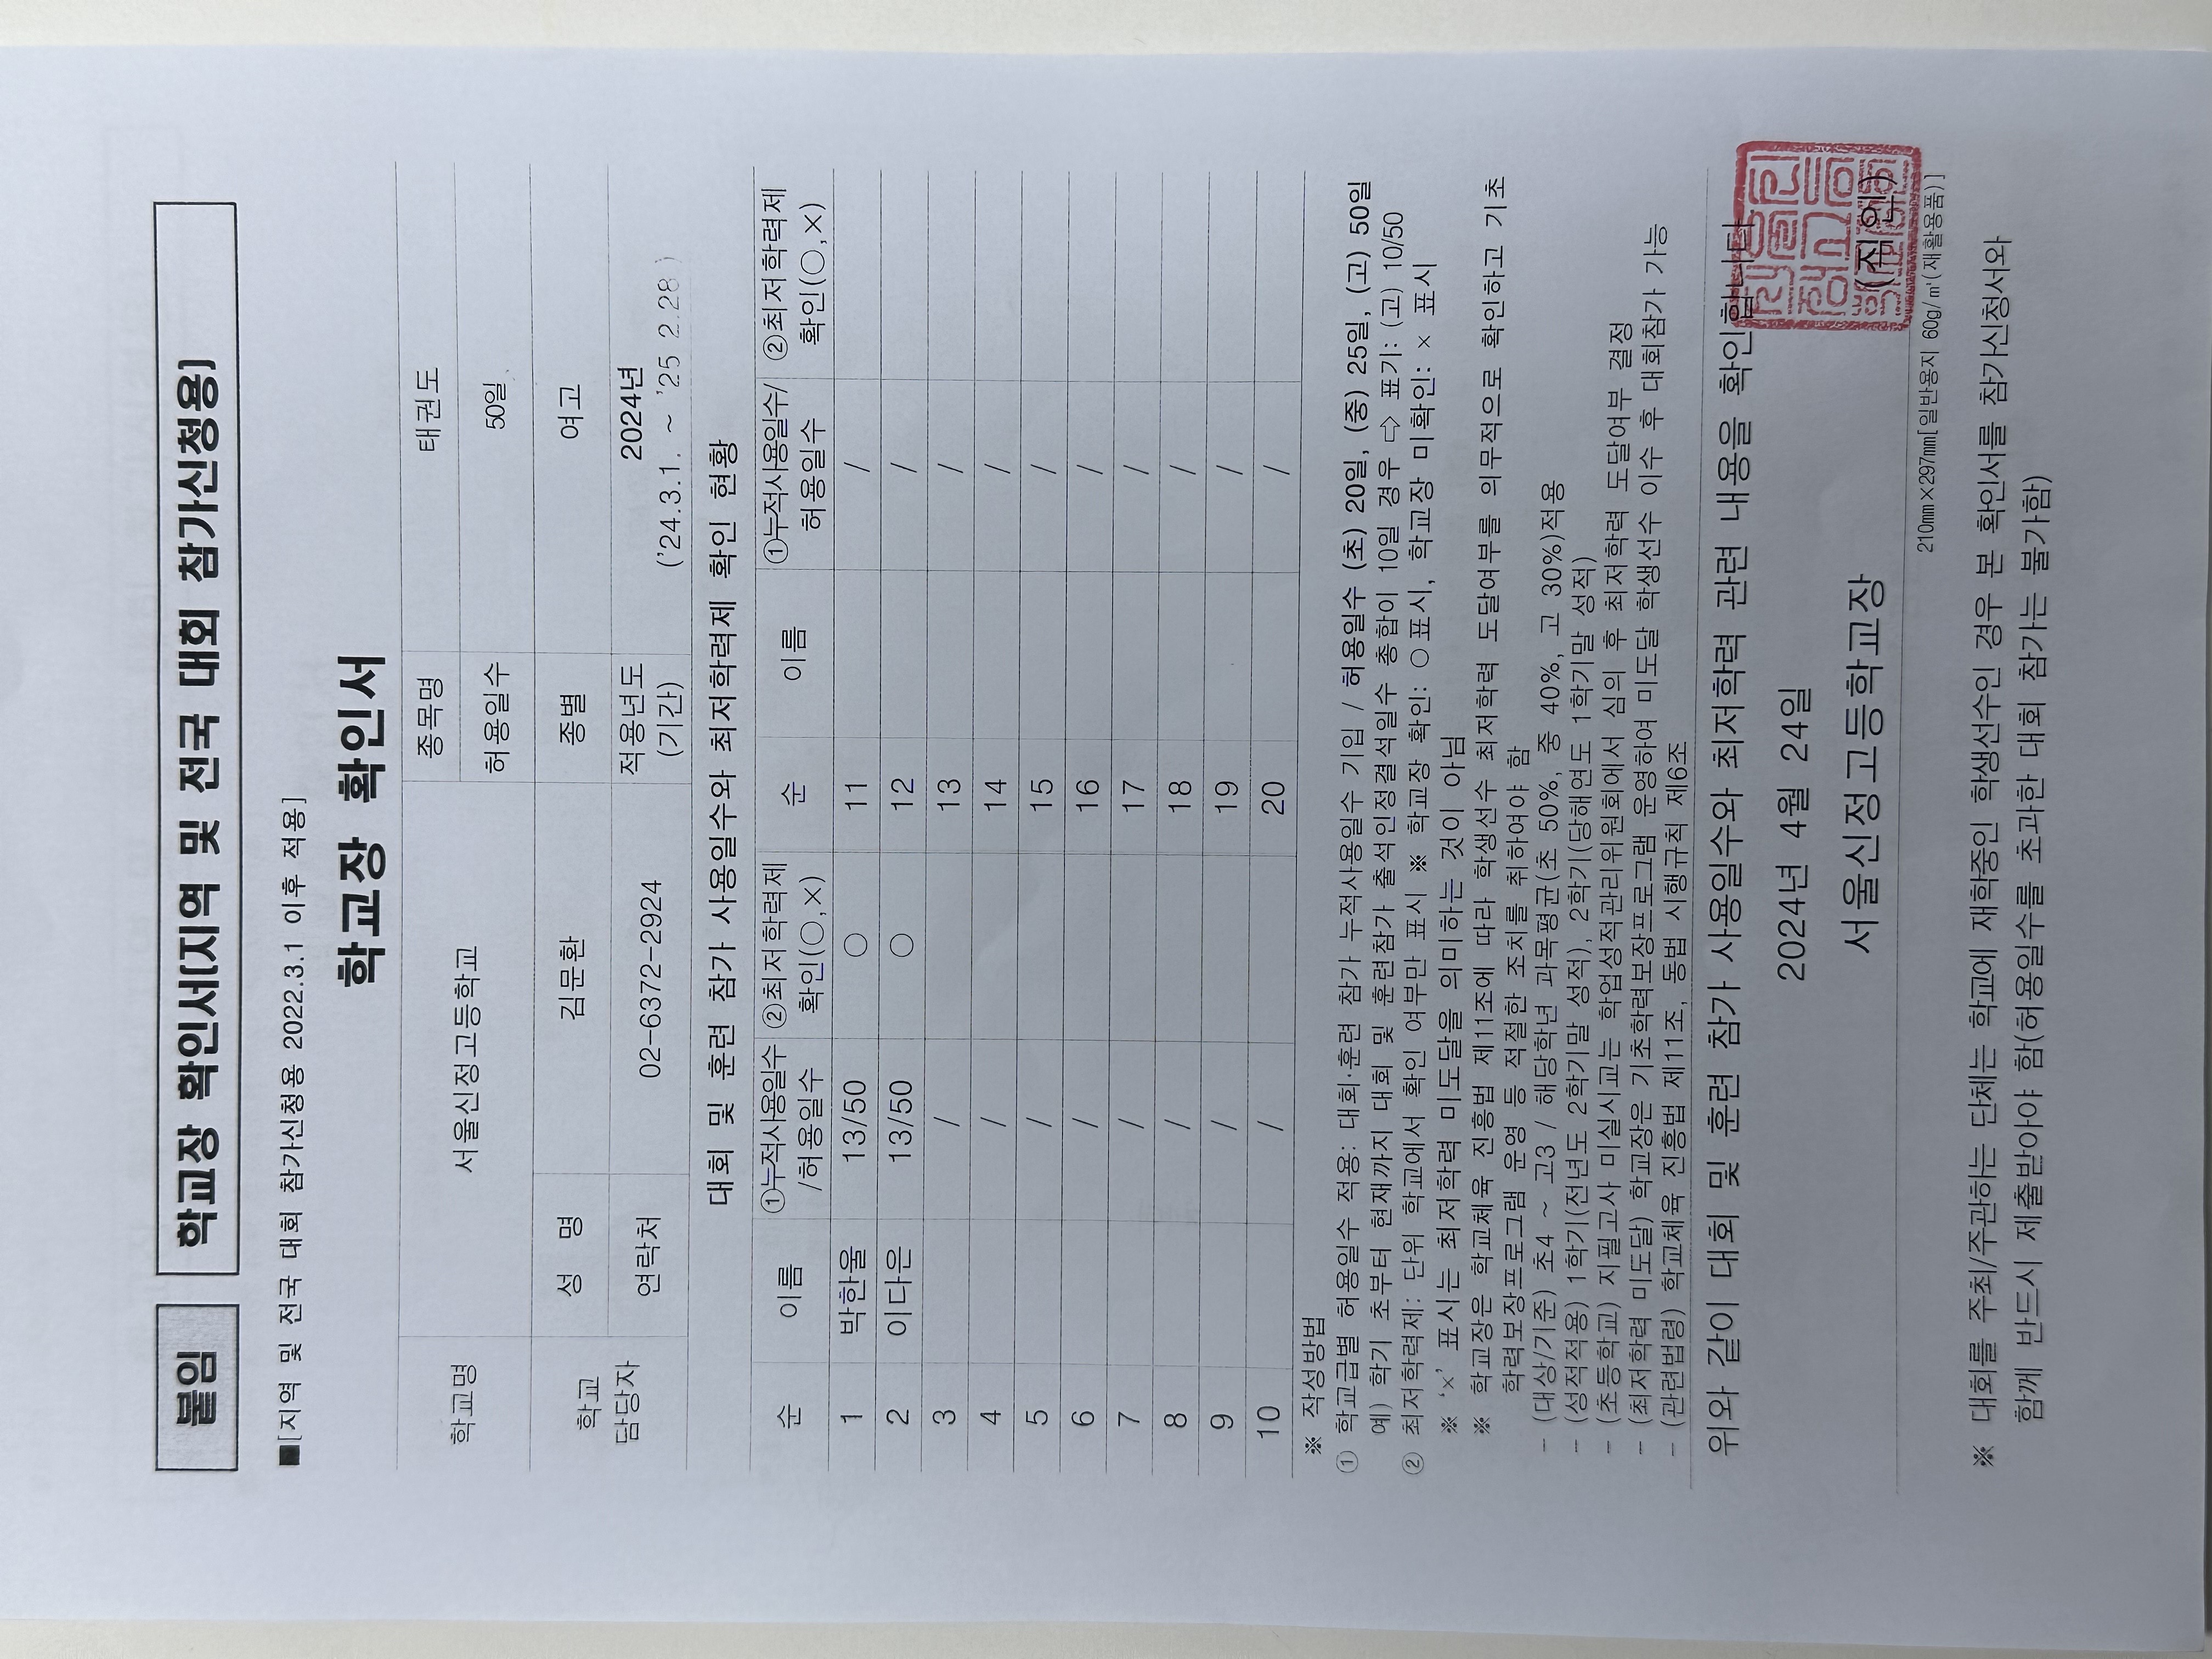 붙임 학교장 확인서(지역 및 전국 대회 참가신청용)
■[지역 및 전국 대회 참가신청용 2022.3.1 이후 적용]
학교장 확인서
학교명 서울신정고등학교 종목명 태권도
허용일수 50일
학교 담당자 성 명 김문환 종별 여고
연락처 02-6372-2924 적용년도 (기간) 2024년
('24.3.1. ~ '25 2.28)
대회 및 훈련 참가 사용일수와 최저학력제 확인 현황
순 이름 ①누적사용일수 /허용일수 ②최저학력제 확인(○,×) 순 이름 ①누적사용일수/ 허용일수 ②최저학력제 확인(○,×)
1 박한울 13/50 ○ 11 /
2 이다은 13/50 ○ 12 /
3 / 13 /
4 / 14 /
5 / 15 /
6 / 16 /
7 / 17 /
8 / 18 /
9 / 19 /
10 / 20 /
※ 작성방법
① 학교급별 허용일수 적용: 대회·훈련 참가 누적사용일수 기입 / 허용일수 (초) 20일, (중) 25일, (고) 50일
예) 학기 초부터 현재까지 대회 및 훈련참가 출석인정결석일수 총합이 10일 경우 ⇨ 표기: (고) 10/50
② 최저학력제: 단위 학교에서 확인 여부만 표시 ※ 학교장 확인: ○표시, 학교장 미확인: × 표시
※ '×' 표시는 최저학력 미도달을 의미하는 것이 아님
※ 학교장은 학교체육 진흥법 제11조에 따라 학생선수 최저학력 도달여부를 의무적으로 확인하고 기초
학력보장프로그램 운영 등 적절한 조치를 취하여야 함
- (대상/기준) 초4 ~ 고3 / 해당학년 과목평균(초 50%, 중 40%, 고 30%)적용
- (성적적용) 1학기(전년도 2학기말 성적), 2학기(당해연도 1학기말 성적)
- (초등학교) 지필고사 미실시교는 학업성적관리위원회에서 심의 후 최저학력 도달여부 결정
- (최저학력 미도달) 학교장은 기초학력보장프로그램 운영하여 미도달 학생선수 이수 후 대회참가 가능
- (관련법령) 학교체육 진흥법 제11조, 동법 시행규칙 제6조
위와 같이 대회 및 훈련 참가 사용일수와 최저학력 관련 내용을 확인합니다
2024년 4월 24일
서울신정고등학교장 (직인)
210㎜×297㎜[일반용지 60g/㎡(재활용품)]
※ 대회를 주최/주관하는 단체는 학교에 재학중인 학생선수인 경우 본 확인서를 참가신청서와
함께 반드시 제출받아야 함(허용일수를 초과한 대회 참가는 불가함)